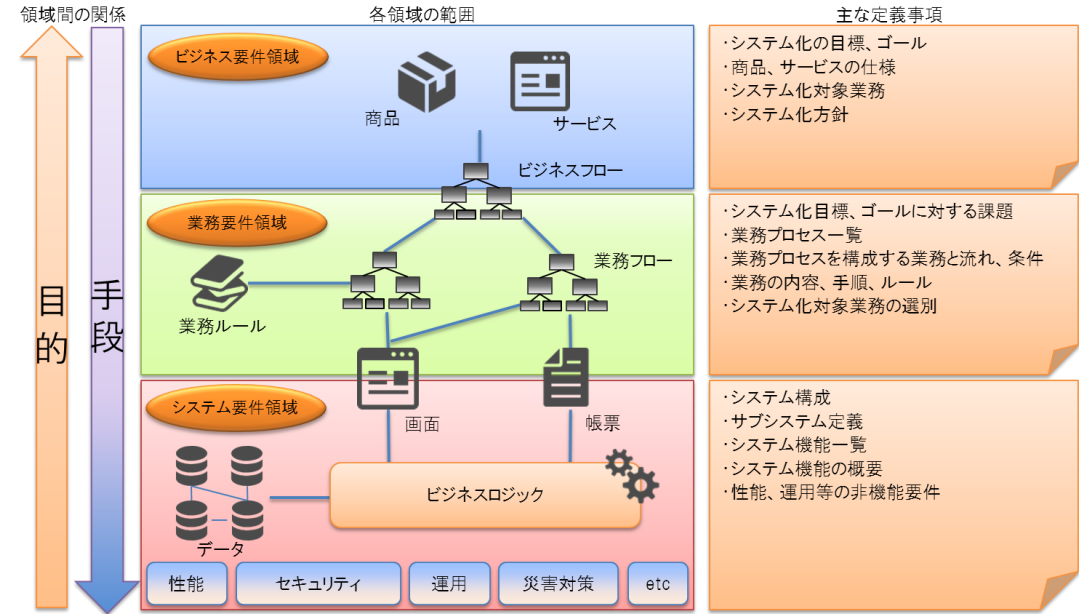 領域間の関係
各領域の範囲
主な定義事項
目的
手段
ビジネス要件領域
商品
サービス
ビジネスフロー
・システム化の目標、ゴール
・商品、サービスの仕様
・システム化対象業務
・システム化方針
業務要件領域
業務ルール
業務フロー
・システム化目標、ゴールに対する課題
・業務プロセス一覧
・業務プロセスを構成する業務と流れ、条件
・業務の内容、手順、ルール
・システム化対象業務の選別
システム要件領域
画面
帳票
ビジネスロジック
データ
性能
セキュリティ
運用
災害対策
etc
・システム構成
・サブシステム定義
・システム機能一覧
・システム機能の概要
・性能、運用等の非機能要件